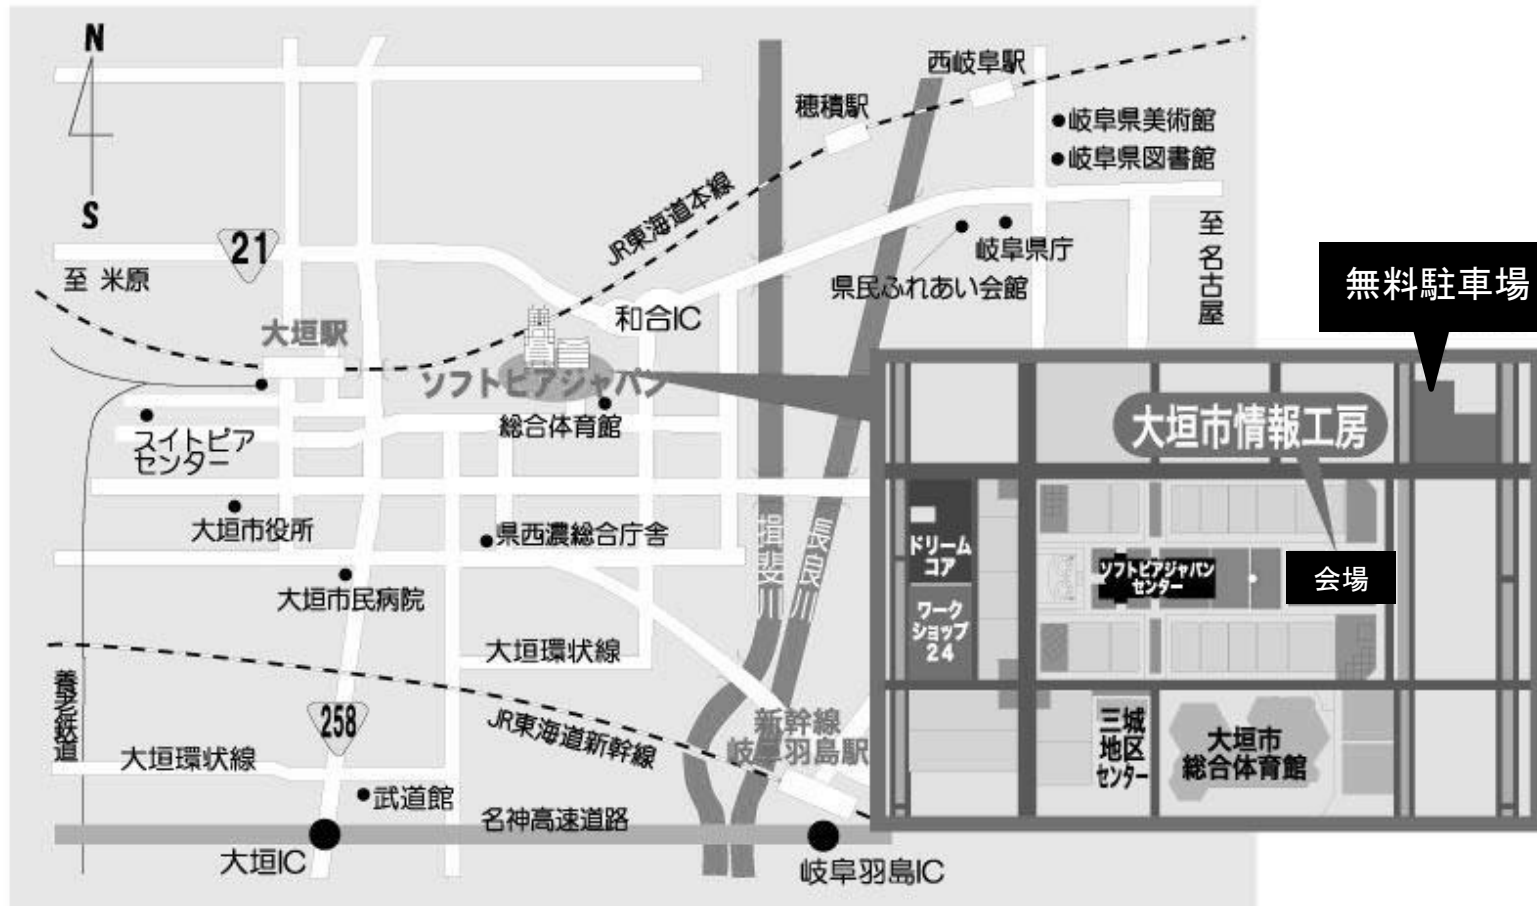 N
S
西岐阜駅
穂積駅
岐阜県美術館
岐阜県図書館
JR東海道本線
21
至 米原
至 名古屋
岐阜県庁
県民ふれあい会館
無料駐車場
大垣駅
和合IC
ソフトピアジャパン
総合体育館
スイトピア
センター
大垣市情報工房
大垣市役所
県西濃総合庁舎
揖斐川
長良川
ドリーム
コア
ソフトピアジャパン
センター
会場
大垣市民病院
ワーク
ショップ
24
大垣環状線
養老鉄道
258
JR東海道新幹線
新幹線
岐阜羽島駅
三城
地区
センター
大垣市
総合体育館
大垣環状線
武道館
名神高速道路
大垣IC
岐阜羽島IC